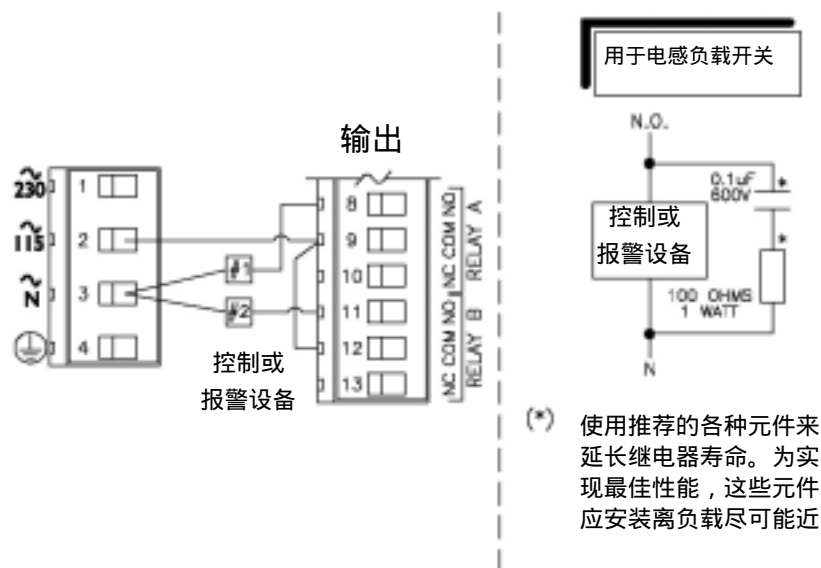 输出
~
230
~
115
~
N
1
2
3
4
#1
#2
控制或
报警设备
8
9
10
11
12
13
NC COM NO
RELAY A
NC COM NO
RELAY B
用于电感负载开关
N.O.
0.1uF
600V
*
*
控制或
报警设备
100 OHMS
1 WATT
N
(*) 使用推荐的各种元件来
延长继电器寿命。为实
现最佳性能，这些元件
应安装离负载尽可能近